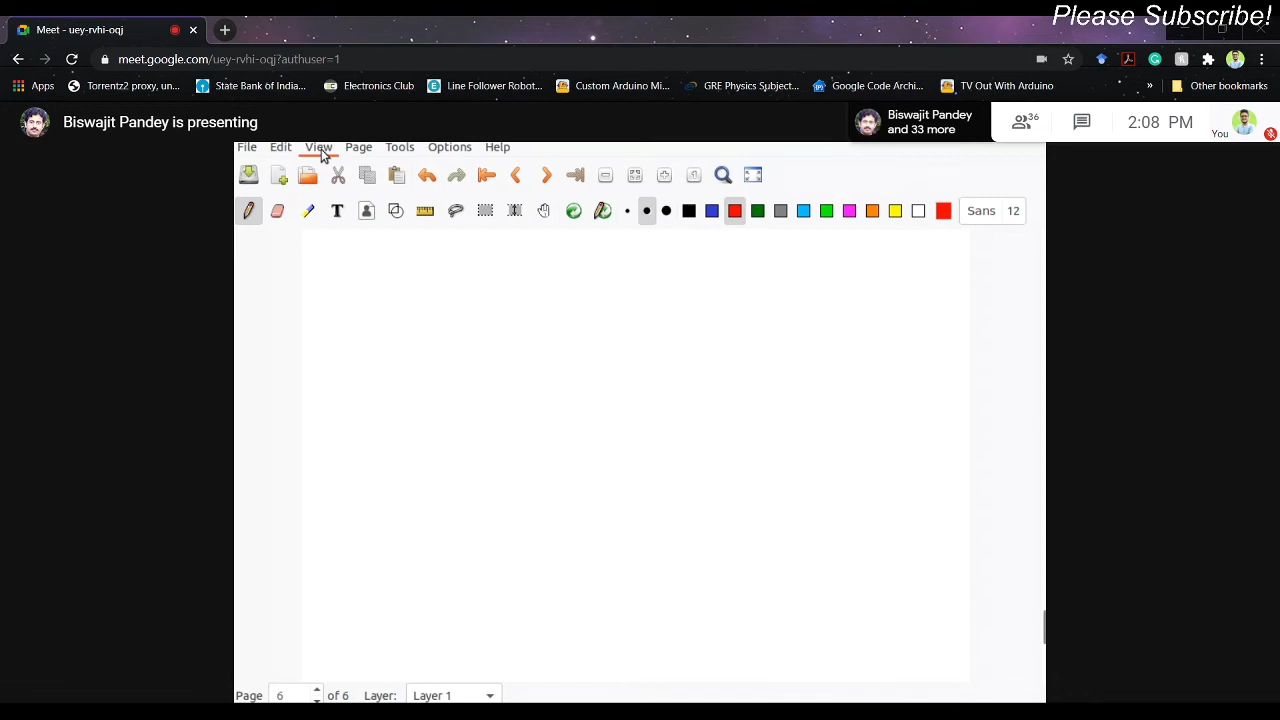 Please Subscribe!
Meet - uey-rvhi-oqj
meet.google.com/uey-rvhi-oqj?authuser=1
Apps Torrentz2 proxy, un... State Bank of India... Electronics Club Line Follower Robot... Custom Arduino Mi... GRE Physics Subject... Google Code Archi... TV Out With Arduino » Other bookmarks
Biswajit Pandey is presenting
Biswajit Pandey
and 33 more
36
2:08 PM
You
File Edit View Page Tools Options Help
T Sans 12
Page 6 of 6 Layer: Layer 1